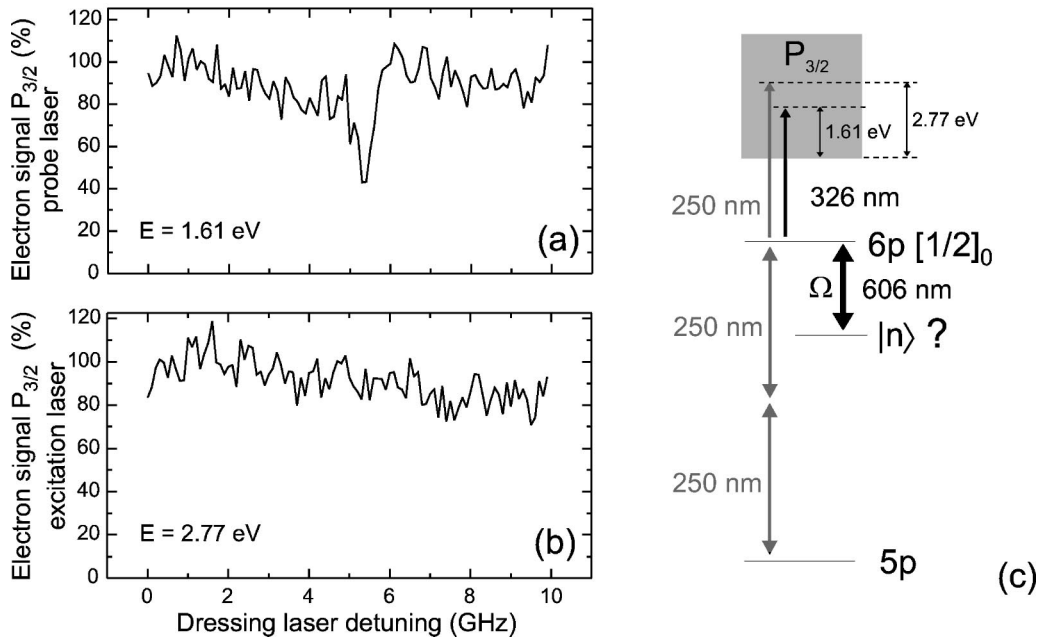 Electron signal P3/2 (%)
probe laser
120
100
80
60
40
20
0
E = 1.61 eV
(a)
Electron signal P3/2 (%)
excitation laser
120
100
80
60
40
20
0
E = 2.77 eV
(b)
0 2 4 6 8 10
Dressing laser detuning (GHz)
P3/2
1.61 eV
2.77 eV
250 nm
326 nm
6p [1/2]0
Ω
606 nm
250 nm
|n⟩ ?
250 nm
5p
(c)